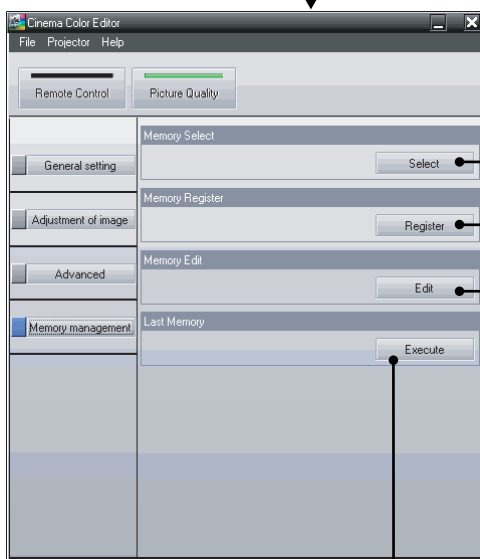 Cinema Color Editor
File Projector Help
Remote Control
Picture Quality
General setting
Adjustment of image
Advanced
Memory management
Memory Select
Select
Memory Register
Register
Memory Edit
Edit
Last Memory
Execute